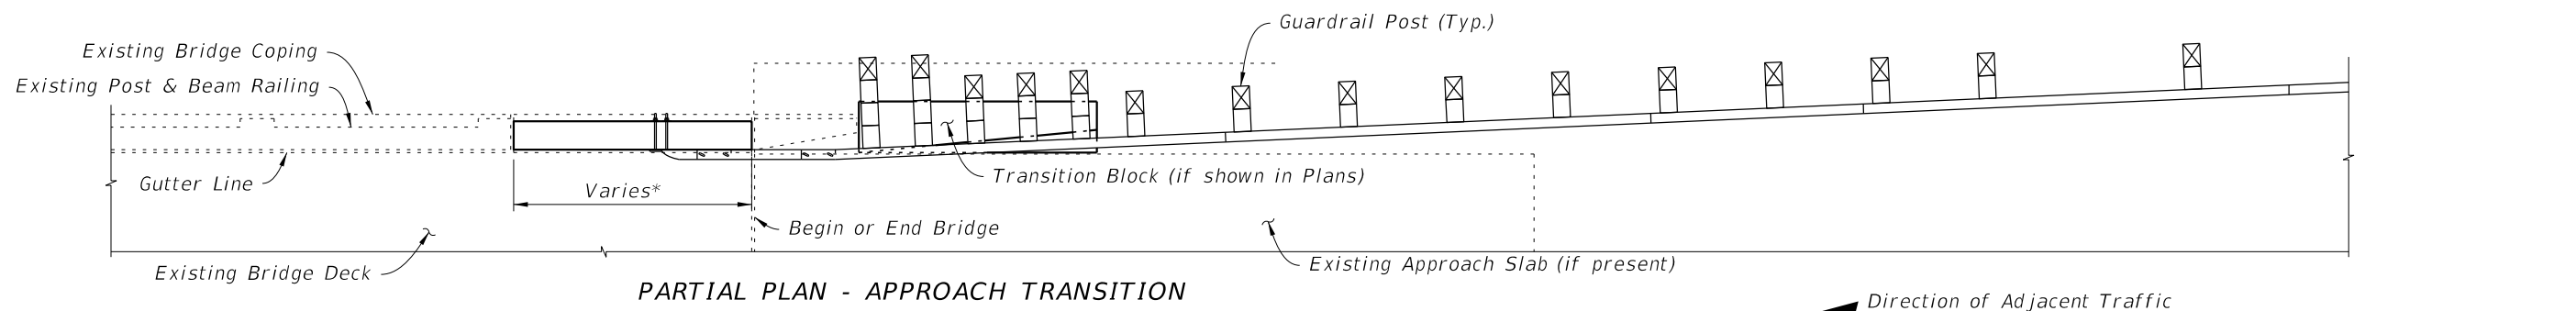 Guardrail Post (Typ.)
Existing Bridge Coping
Existing Post & Beam Railing
Gutter Line
Varies*
Transition Block (if shown in Plans)
Begin or End Bridge
Existing Bridge Deck
Existing Approach Slab (if present)
PARTIAL PLAN - APPROACH TRANSITION
Direction of Adjacent Traffic